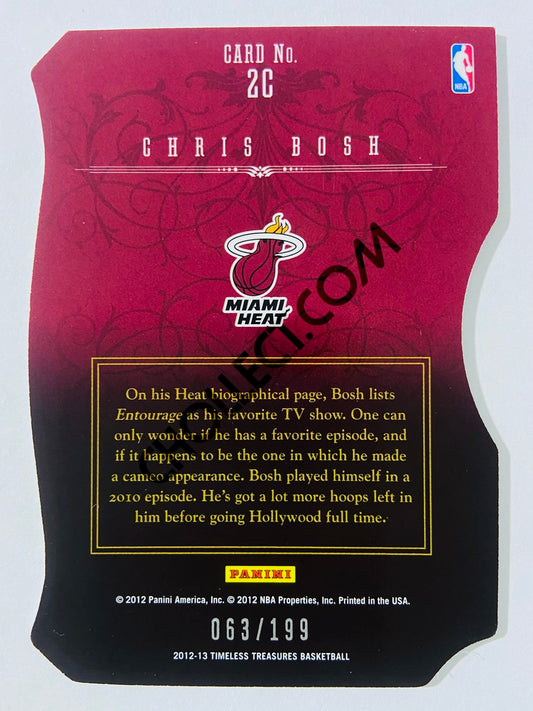 CARD No.
2C
NBA
CHRIS BOSH
MIAMI
HEAT
CHOLLECT.COM
On his Heat biographical page, Bosh lists
Entourage as his favorite TV show. One can
only wonder if he has a favorite episode, and
if it happens to be the one in which he made
a cameo appearance. Bosh played himself in a
2010 episode. He's got a lot more hoops left in
him before going Hollywood full time.
PANINI
© 2012 Panini America, Inc. © 2012 NBA Properties, Inc. Printed in the USA.
063/199
2012-13 TIMELESS TREASURES BASKETBALL